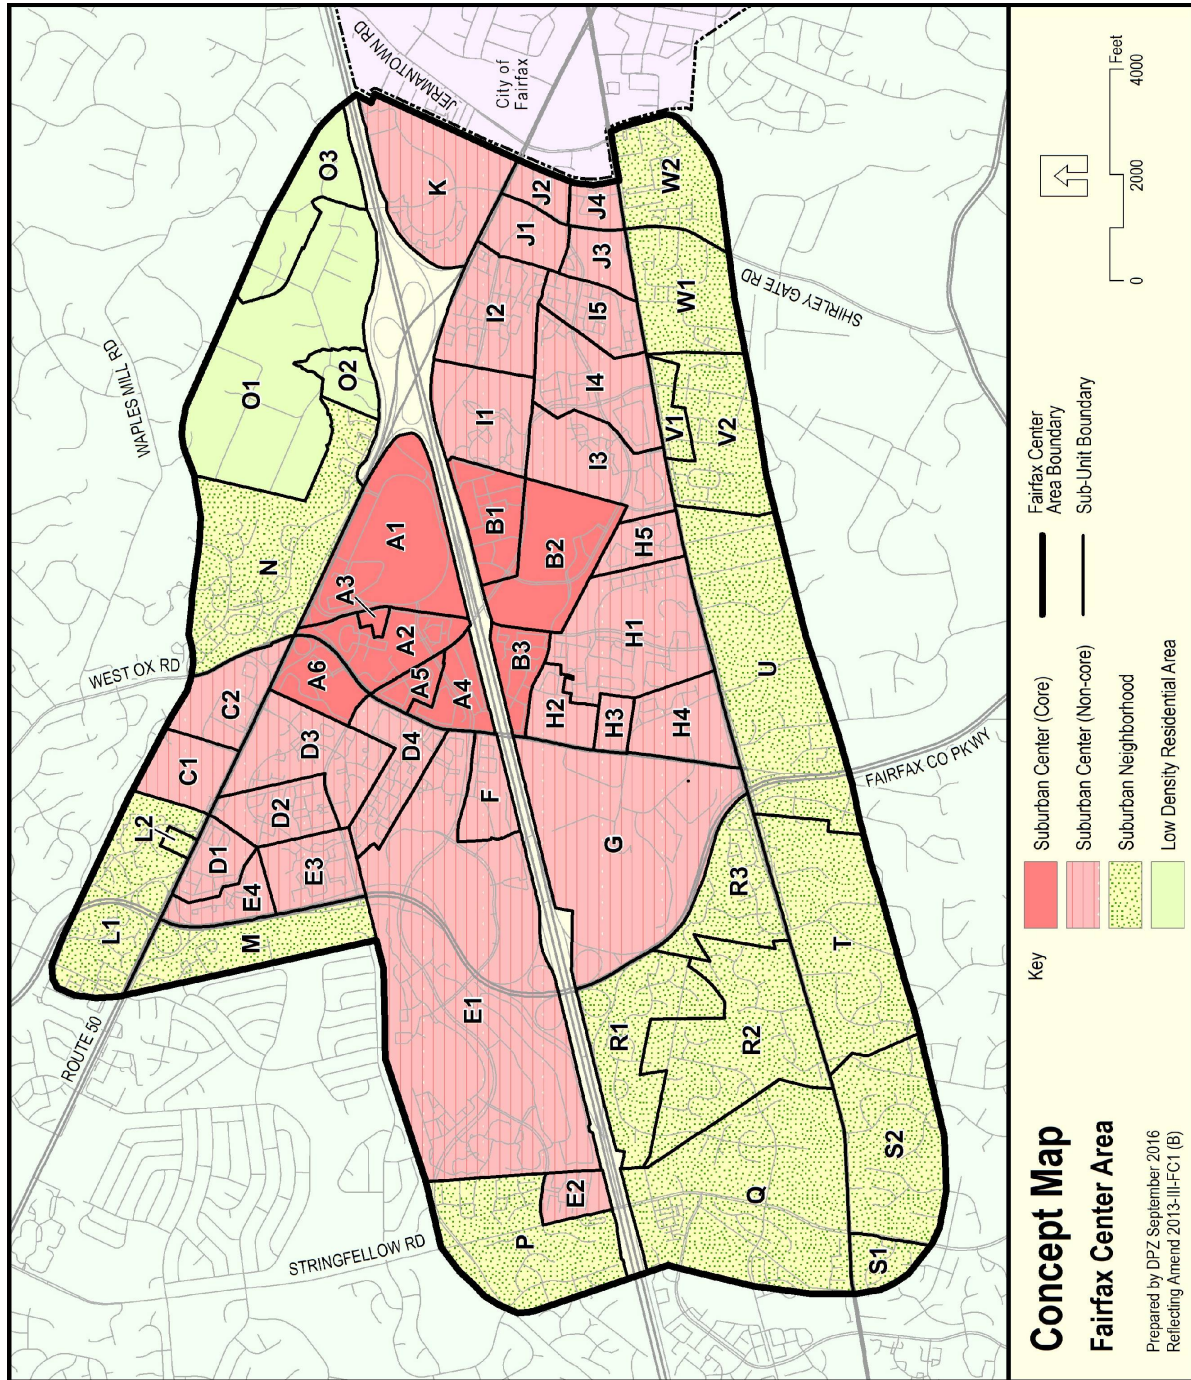 Concept Map
Fairfax Center Area
Prepared by DPZ September 2016
Reflecting Amend 2013-III-FC1 (B)
Key
Suburban Center (Core)
Suburban Center (Non-core)
Suburban Neighborhood
Low Density Residential Area
Fairfax Center
Area Boundary
Sub-Unit Boundary
0
2000
4000
Feet
ROUTE 50
WEST OX RD
WAPLES MILL RD
JERMANTOWN RD
City of
Fairfax
STRINGFELLOW RD
FAIRFAX CO PKWY
SHIRLEY GATE RD
L1
L2
C1
C2
M
E4
D1
D2
D3
D4
E3
A6
A5
A4
A3
A2
A1
N
O1
O2
O3
K
P
E2
E1
F
B3
B2
B1
I1
I2
J1
J2
J3
J4
I3
I4
I5
G
H2
H3
H4
H1
H5
Q
R1
R2
R3
S1
S2
T
U
V1
V2
W1
W2